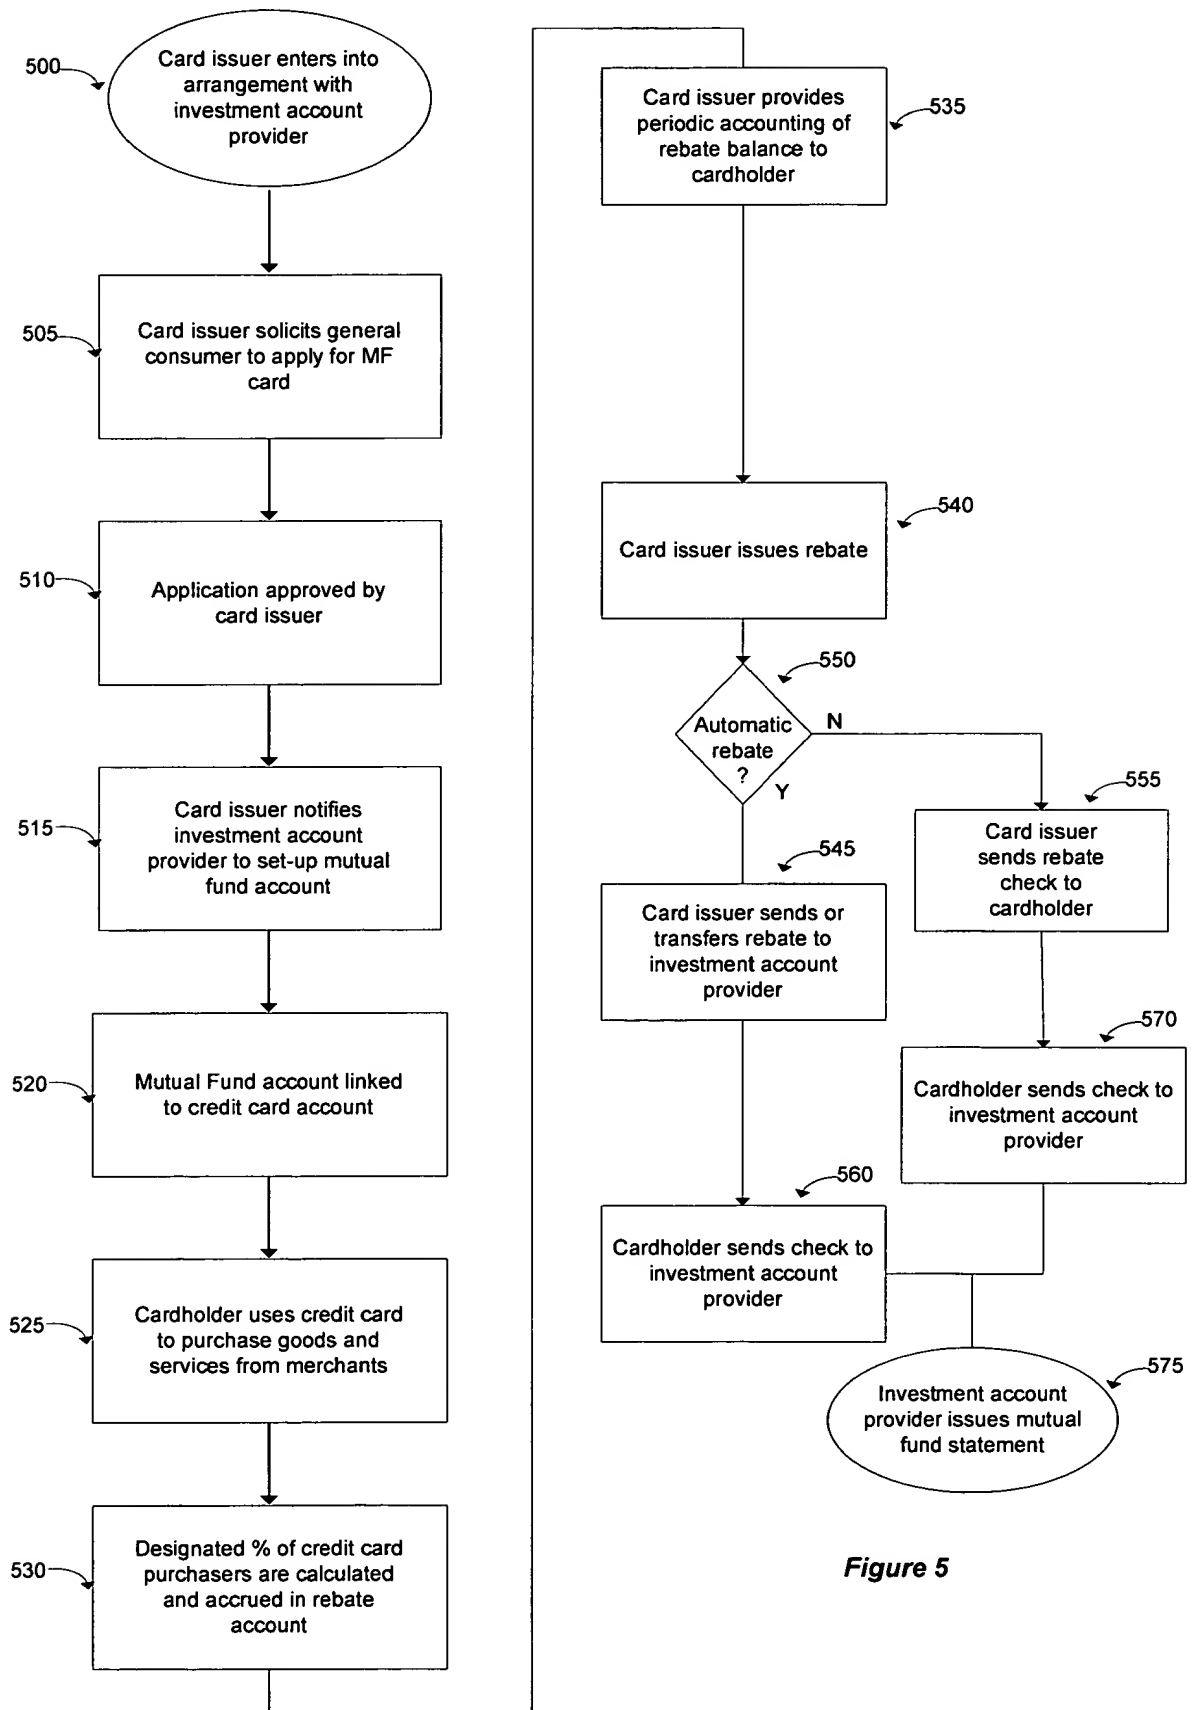 500
Card issuer enters into
arrangement with
investment account
provider
505
Card issuer solicits general
consumer to apply for MF
card
510
Application approved by
card issuer
515
Card issuer notifies
investment account
provider to set-up mutual
fund account
520
Mutual Fund account linked
to credit card account
525
Cardholder uses credit card
to purchase goods and
services from merchants
530
Designated % of credit card
purchasers are calculated
and accrued in rebate
account
535
Card issuer provides
periodic accounting of
rebate balance to
cardholder
540
Card issuer issues rebate
550
Automatic
rebate
?
N
Y
545
Card issuer sends or
transfers rebate to
investment account
provider
555
Card issuer
sends rebate
check to
cardholder
570
Cardholder sends check to
investment account
provider
560
Cardholder sends check to
investment account
provider
575
Investment account
provider issues mutual
fund statement
Figure 5